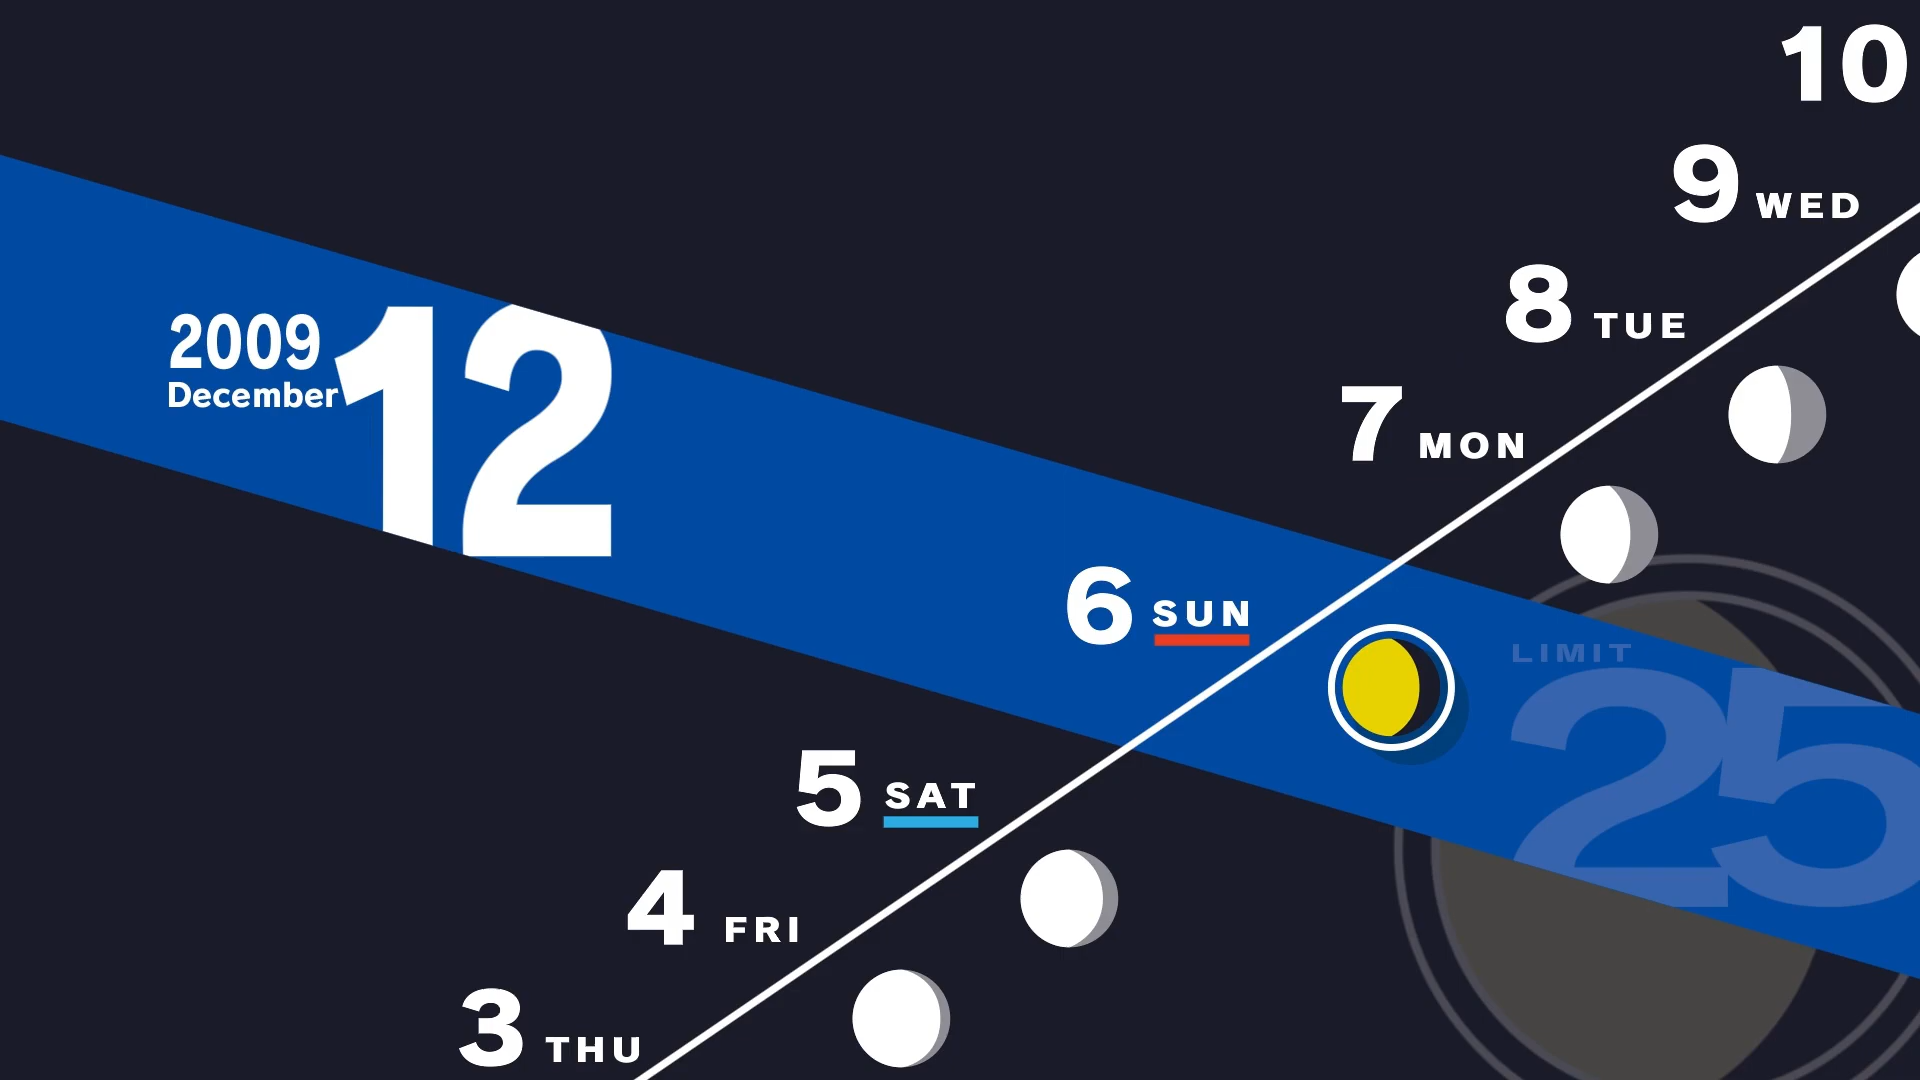 10
9 WED
8 TUE
2009
December
12
7 MON
6 SUN
LIMIT
25
5 SAT
4 FRI
3 THU